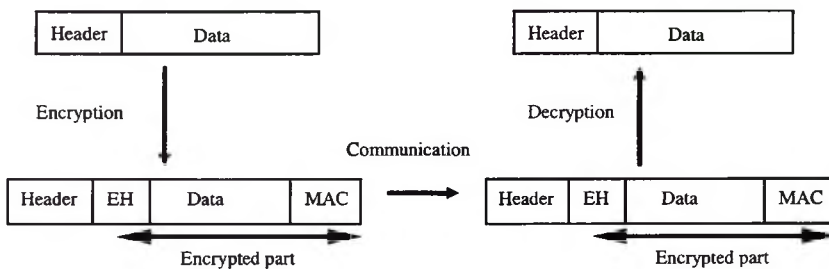 Header Data Header Data
Encryption Decryption
Communication
Header EH Data MAC Header EH Data MAC
Encrypted part Encrypted part